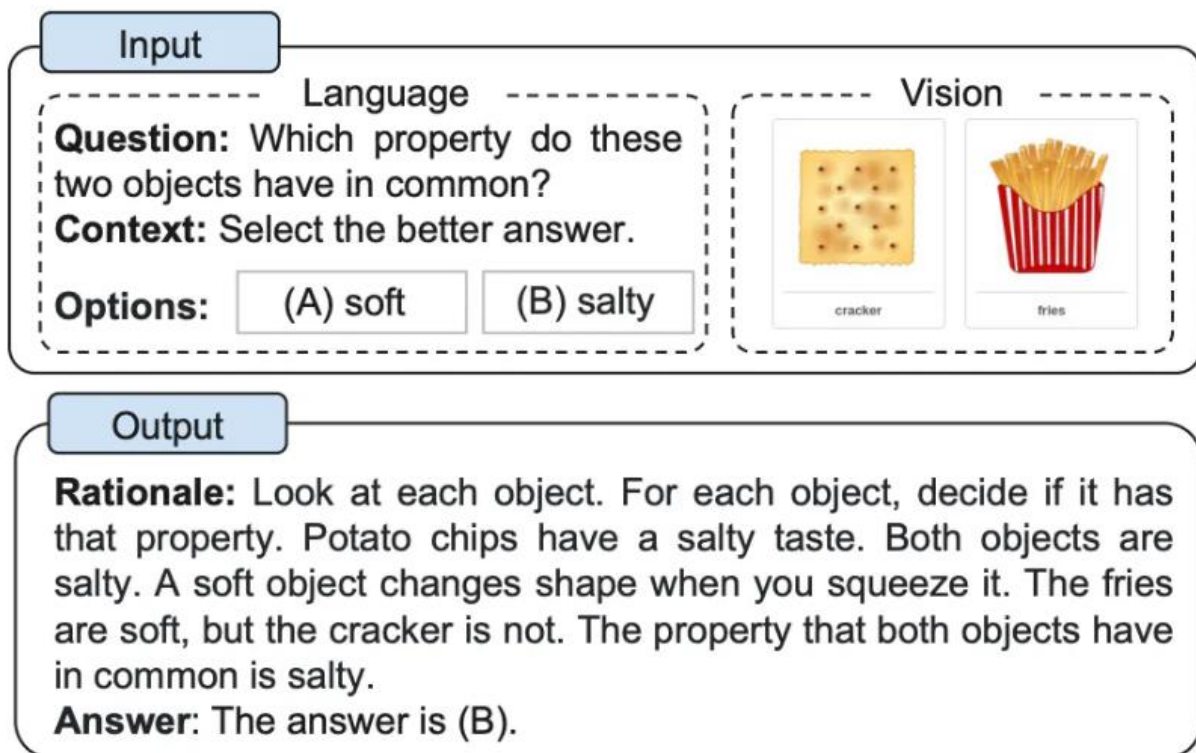 Input
Language
Question: Which property do these
two objects have in common?
Context: Select the better answer.
Options: (A) soft (B) salty
Vision
cracker fries
Output
Rationale: Look at each object. For each object, decide if it has
that property. Potato chips have a salty taste. Both objects are
salty. A soft object changes shape when you squeeze it. The fries
are soft, but the cracker is not. The property that both objects have
in common is salty.
Answer: The answer is (B).